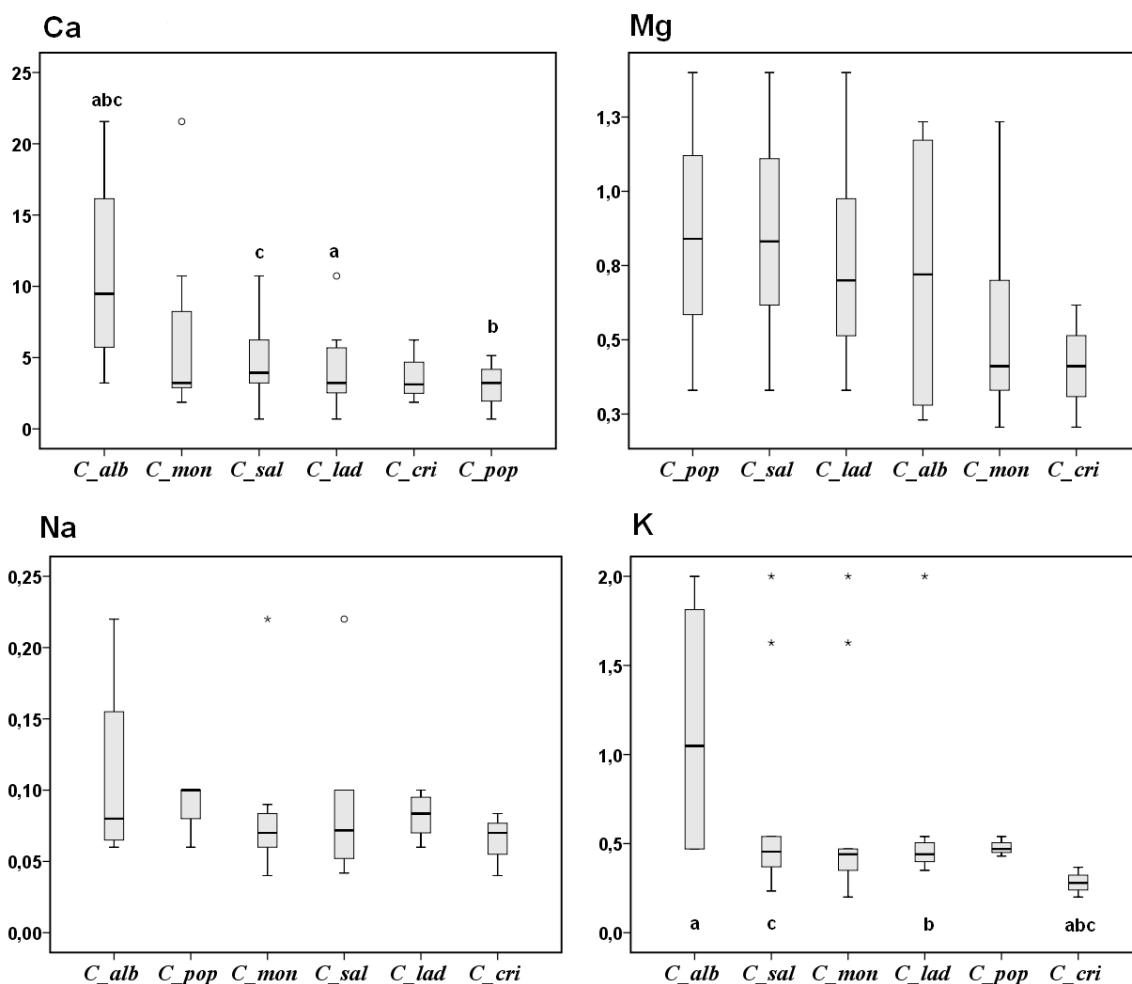 Ca
25
20
15
10
5
0
abc
c
a
b
C_alb C_mon C_sal C_lad C_cri C_pop
Mg
1,3
1,0
0,8
0,5
0,3
C_pop C_sal C_lad C_alb C_mon C_cri
Na
0,25
0,20
0,15
0,10
0,05
0,00
C_alb C_pop C_mon C_sal C_lad C_cri
K
2,0
1,5
1,0
0,5
0,0
a c b abc
C_alb C_sal C_mon C_lad C_pop C_cri